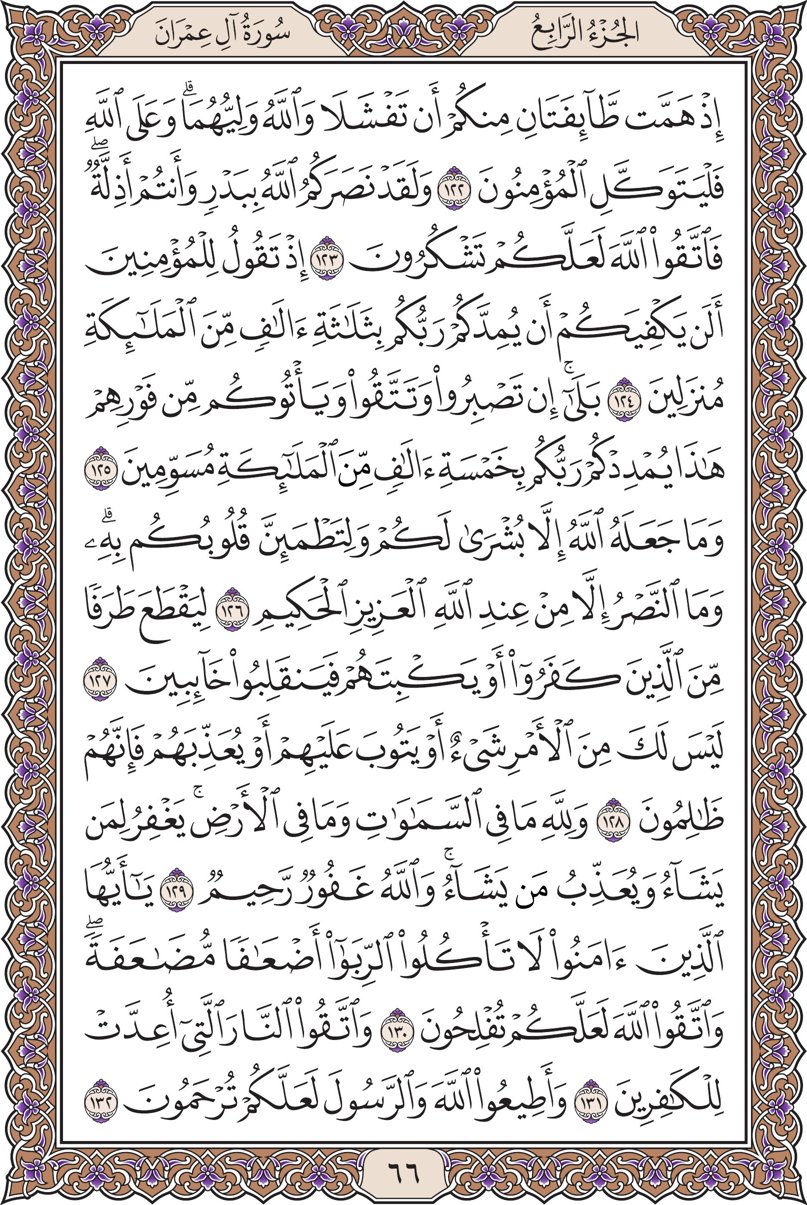 الجُزْءُ الرَّابِعُ
سُورَةُ آلِ عِمْرَانَ
إِذْ هَمَّت طَّآئِفَتَانِ مِنكُمْ أَن تَفْشَلَا وَٱللَّهُ وَلِيُّهُمَاۗ وَعَلَى ٱللَّهِ
فَلْيَتَوَكَّلِ ٱلْمُؤْمِنُونَ ١٢٢ وَلَقَدْ نَصَرَكُمُ ٱللَّهُ بِبَدْرٍ وَأَنتُمْ أَذِلَّةٌۖ
فَٱتَّقُوا۟ ٱللَّهَ لَعَلَّكُمْ تَشْكُرُونَ ١٢٣ إِذْ تَقُولُ لِلْمُؤْمِنِينَ
أَلَن يَكْفِيَكُمْ أَن يُمِدَّكُمْ رَبُّكُم بِثَلَٰثَةِ ءَالَٰفٍ مِّنَ ٱلْمَلَٰٓئِكَةِ
مُنزَلِينَ ١٢٤ بَلَىٰٓۚ إِن تَصْبِرُوا۟ وَتَتَّقُوا۟ وَيَأْتُوكُم مِّن فَوْرِهِمْ
هَٰذَا يُمْدِدْكُمْ رَبُّكُم بِخَمْسَةِ ءَالَٰفٍ مِّنَ ٱلْمَلَٰٓئِكَةِ مُسَوِّمِينَ ١٢٥
وَمَا جَعَلَهُ ٱللَّهُ إِلَّا بُشْرَىٰ لَكُمْ وَلِتَطْمَئِنَّ قُلُوبُكُم بِهِۦۗ
وَمَا ٱلنَّصْرُ إِلَّا مِنْ عِندِ ٱللَّهِ ٱلْعَزِيزِ ٱلْحَكِيمِ ١٢٦ لِيَقْطَعَ طَرَفًا
مِّنَ ٱلَّذِينَ كَفَرُوٓا۟ أَوْ يَكْبِتَهُمْ فَيَنقَلِبُوا۟ خَآئِبِينَ ١٢٧
لَيْسَ لَكَ مِنَ ٱلْأَمْرِ شَىْءٌ أَوْ يَتُوبَ عَلَيْهِمْ أَوْ يُعَذِّبَهُمْ فَإِنَّهُمْ
ظَٰلِمُونَ ١٢٨ وَلِلَّهِ مَا فِى ٱلسَّمَٰوَٰتِ وَمَا فِى ٱلْأَرْضِۚ يَغْفِرُ لِمَن
يَشَآءُ وَيُعَذِّبُ مَن يَشَآءُۚ وَٱللَّهُ غَفُورٌ رَّحِيمٌ ١٢٩ يَٰٓأَيُّهَا
ٱلَّذِينَ ءَامَنُوا۟ لَا تَأْكُلُوا۟ ٱلرِّبَوٰٓا۟ أَضْعَٰفًا مُّضَٰعَفَةًۖ
وَٱتَّقُوا۟ ٱللَّهَ لَعَلَّكُمْ تُفْلِحُونَ ١٣٠ وَٱتَّقُوا۟ ٱلنَّارَ ٱلَّتِىٓ أُعِدَّتْ
لِلْكَٰفِرِينَ ١٣١ وَأَطِيعُوا۟ ٱللَّهَ وَٱلرَّسُولَ لَعَلَّكُمْ تُرْحَمُونَ ١٣٢
٦٦